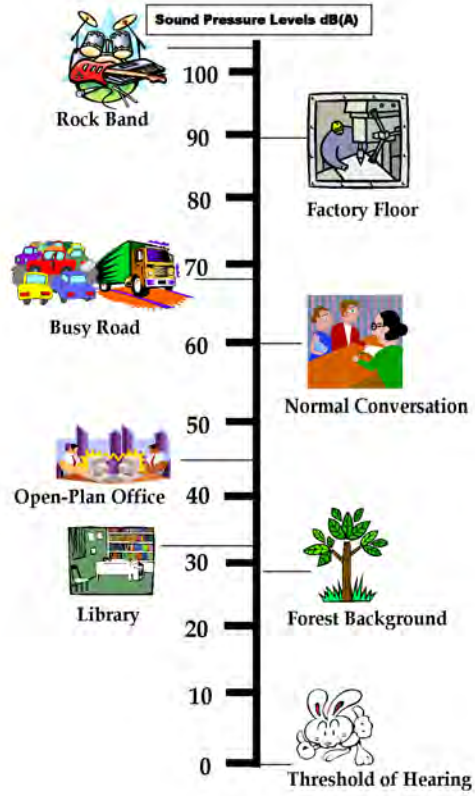 Sound Pressure Levels dB(A)
100
Rock Band
90
80
Factory Floor
70
Busy Road
60
Normal Conversation
50
Open-Plan Office
40
30
Library
Forest Background
20
10
0
Threshold of Hearing